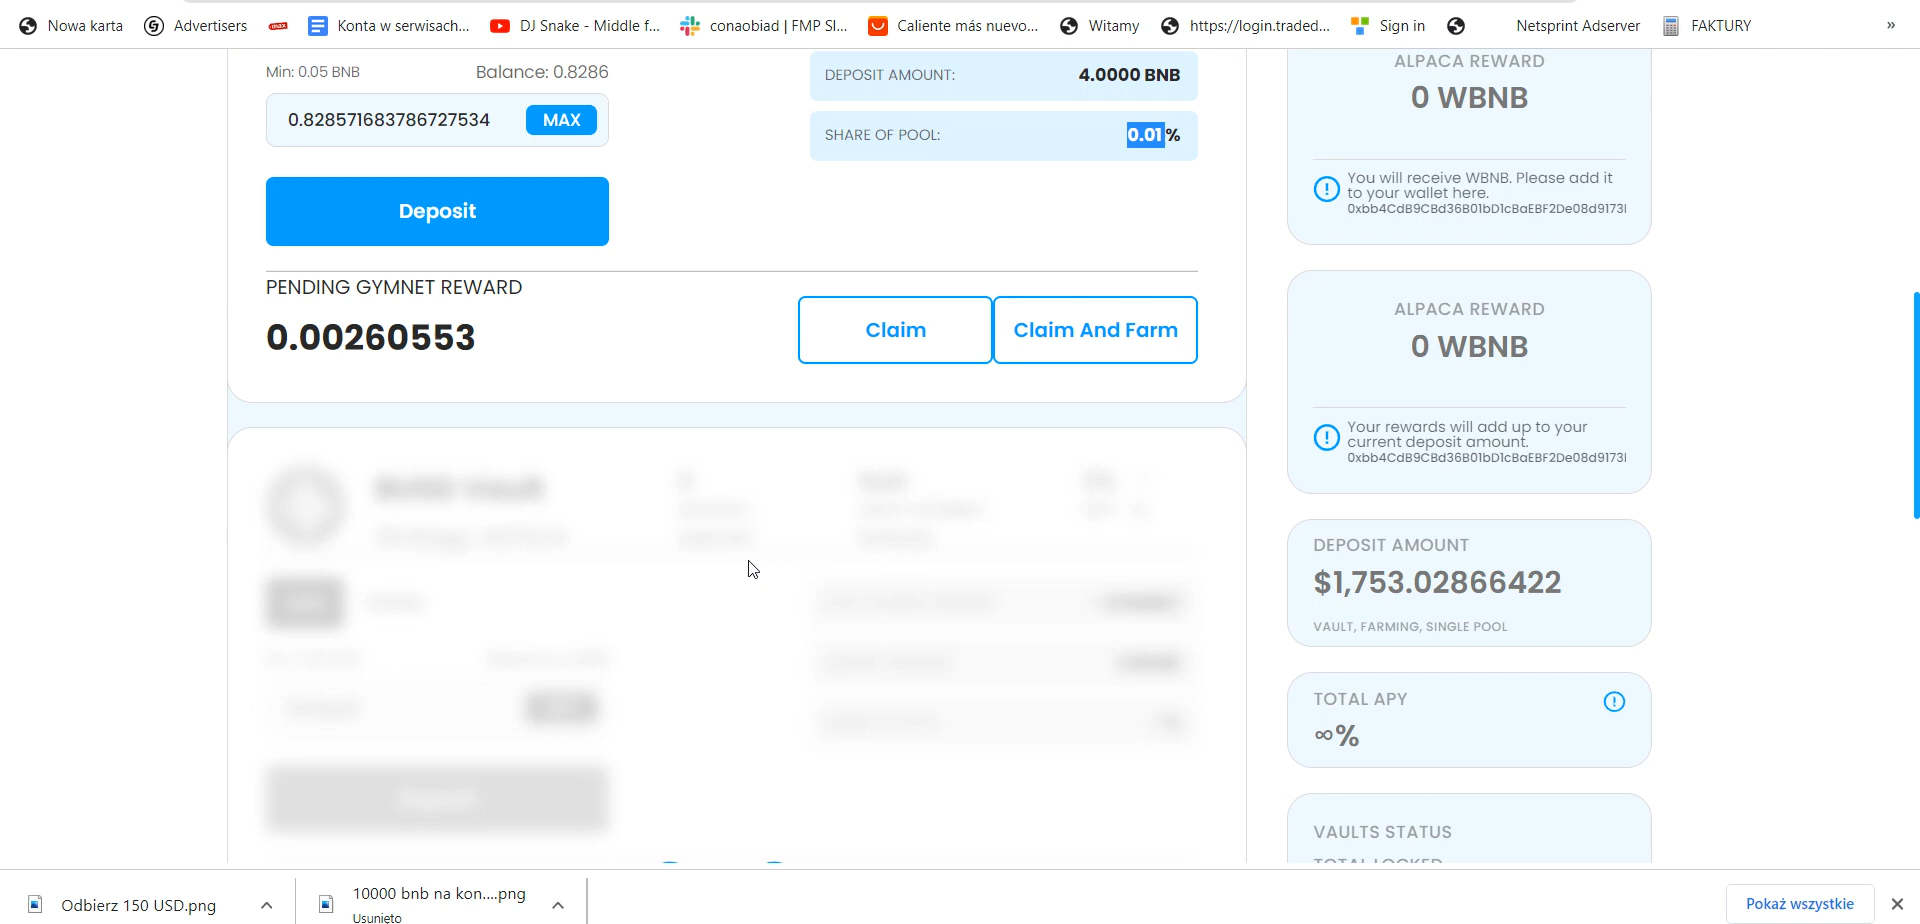 Nowa karta
Advertisers
max
Konta w serwisach...
DJ Snake - Middle f...
conaobiad | FMP Sl...
Caliente más nuevo...
Witamy
https://login.traded...
Sign in
Netsprint Adserver
FAKTURY
»
Min: 0.05 BNB
Balance: 0.8286
0.828571683786727534
MAX
Deposit
DEPOSIT AMOUNT:
4.0000 BNB
SHARE OF POOL:
0.01%
PENDING GYMNET REWARD
0.00260553
Claim
Claim And Farm
ALPACA REWARD
0 WBNB
You will receive WBNB. Please add it
to your wallet here.
0xbb4CdB9CBd36B01bD1cBaEBF2De08d9173
ALPACA REWARD
0 WBNB
Your rewards will add up to your
current deposit amount.
0xbb4CdB9CBd36B01bD1cBaEBF2De08d9173
DEPOSIT AMOUNT
$1,753.02866422
VAULT, FARMING, SINGLE POOL
TOTAL APY
∞%
VAULTS STATUS
TOTAL LOCKED
Odbierz 150 USD.png
10000 bnb na kon....png
Usunięto
Pokaż wszystkie